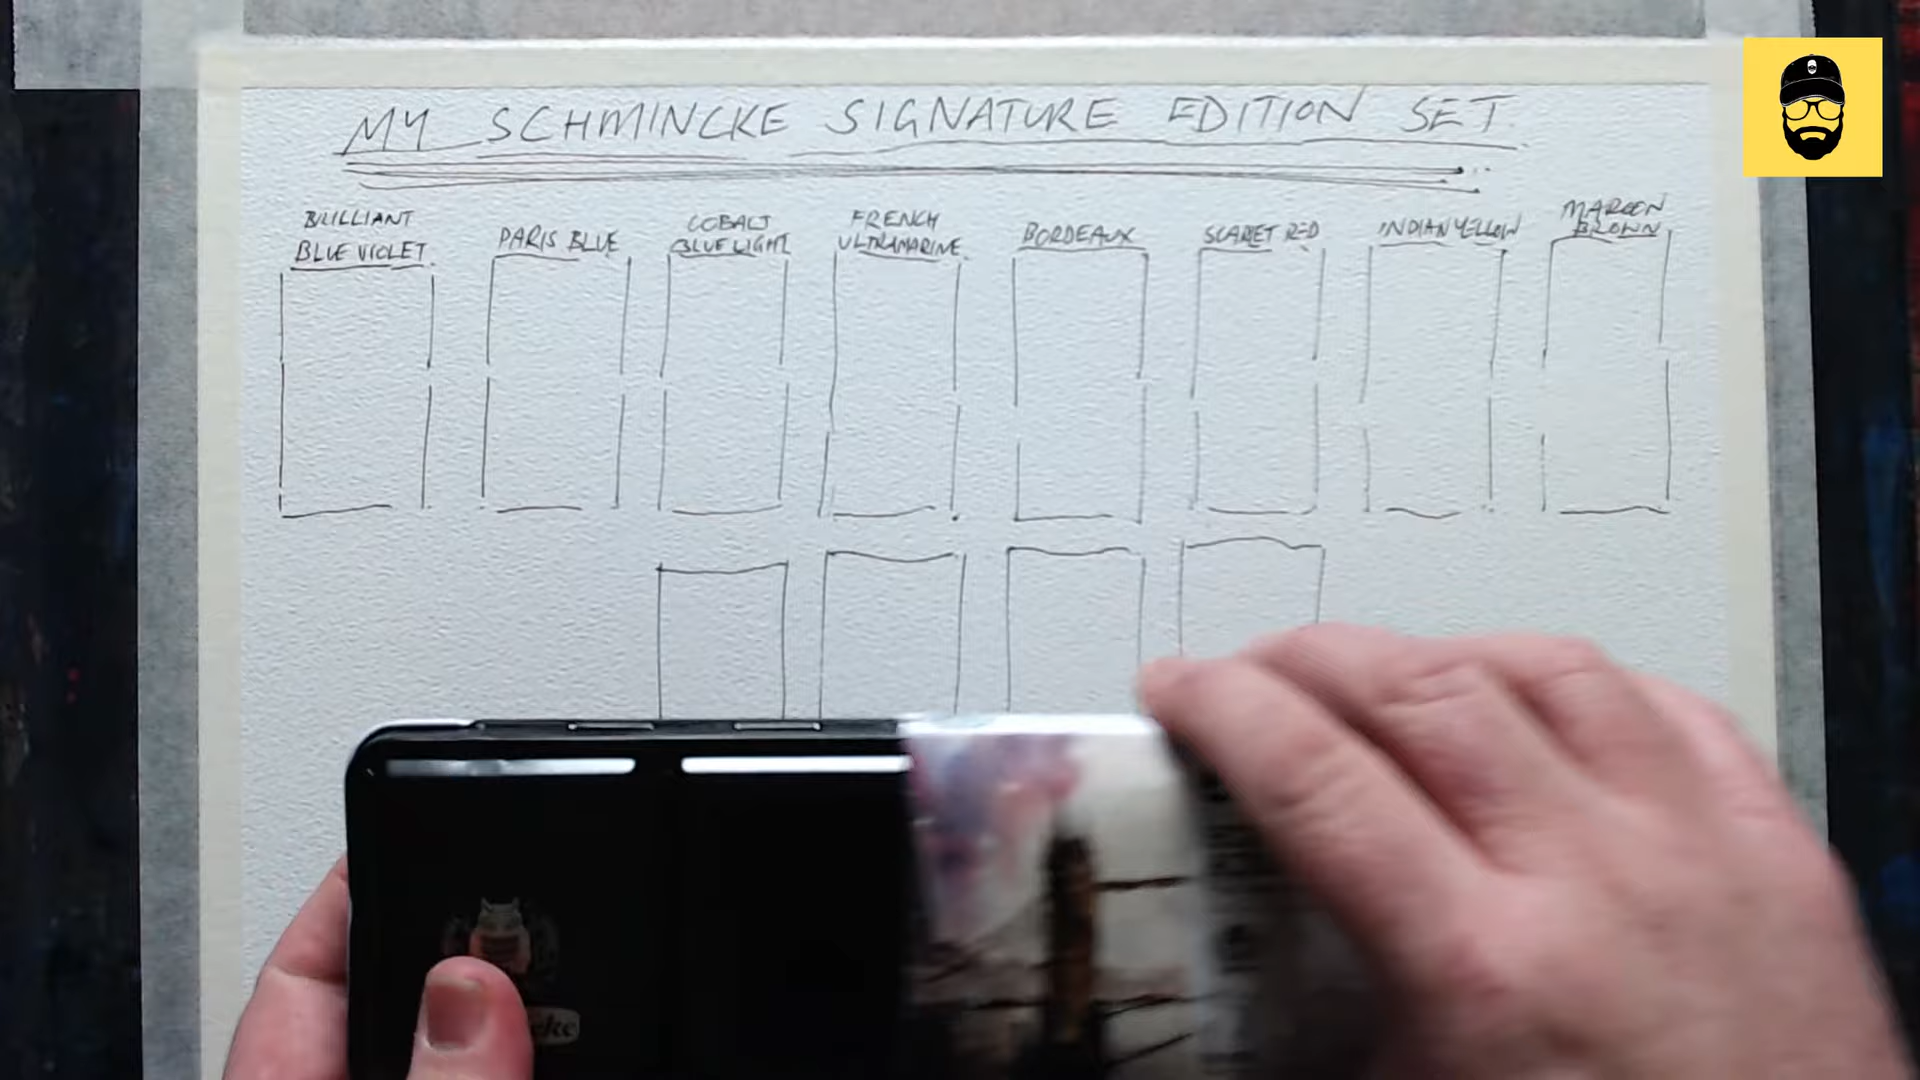 MY SCHMINCKE SIGNATURE EDITION SET.
BRILLIANT
BLUE VIOLET.
PARIS BLUE
COBALT
BLUE LIGHT
FRENCH
ULTRAMARINE.
BORDEAUX
SCARLET RED
INDIAN YELLOW
MAROON
BROWN
cke